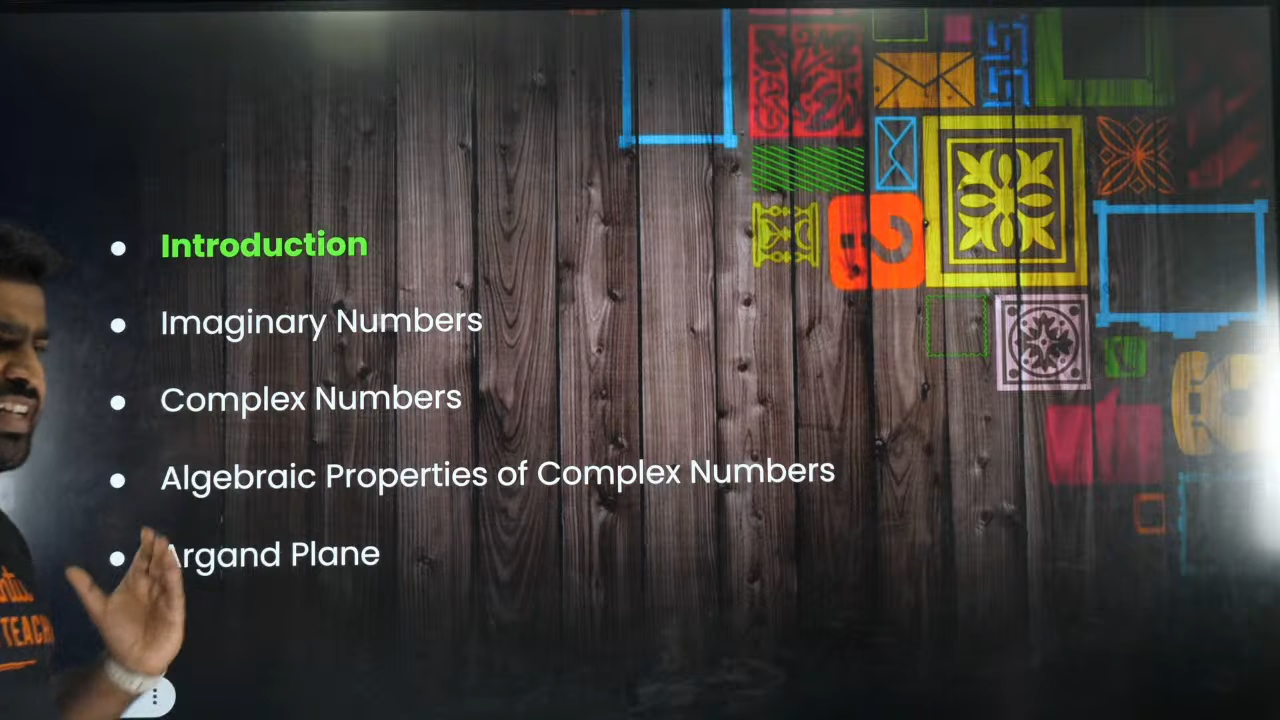 Introduction
Imaginary Numbers
Complex Numbers
Algebraic Properties of Complex Numbers
Argand Plane